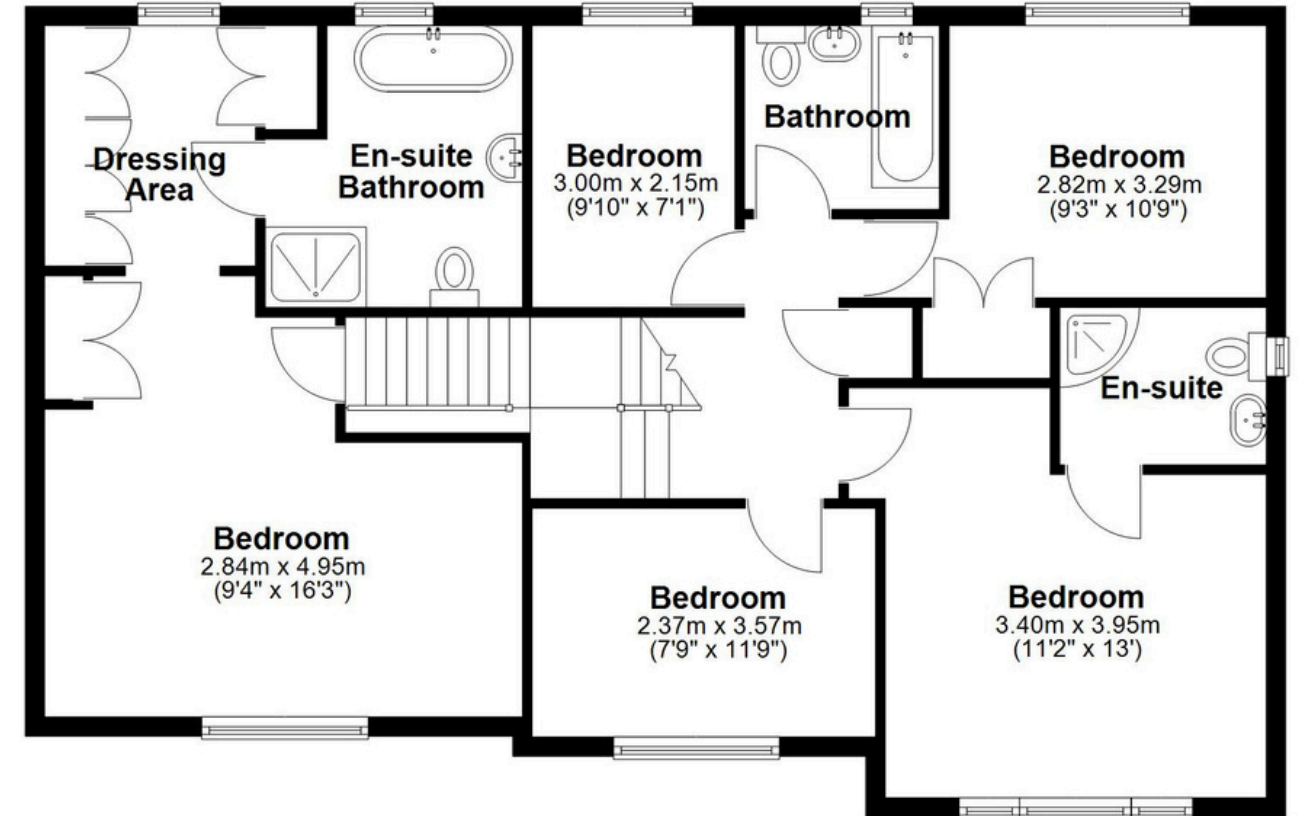 Dressing
Area
En-suite
Bathroom
Bedroom
3.00m x 2.15m
(9'10" x 7'1")
Bathroom
Bedroom
2.82m x 3.29m
(9'3" x 10'9")
En-suite
Bedroom
2.84m x 4.95m
(9'4" x 16'3")
Bedroom
2.37m x 3.57m
(7'9" x 11'9")
Bedroom
3.40m x 3.95m
(11'2" x 13')